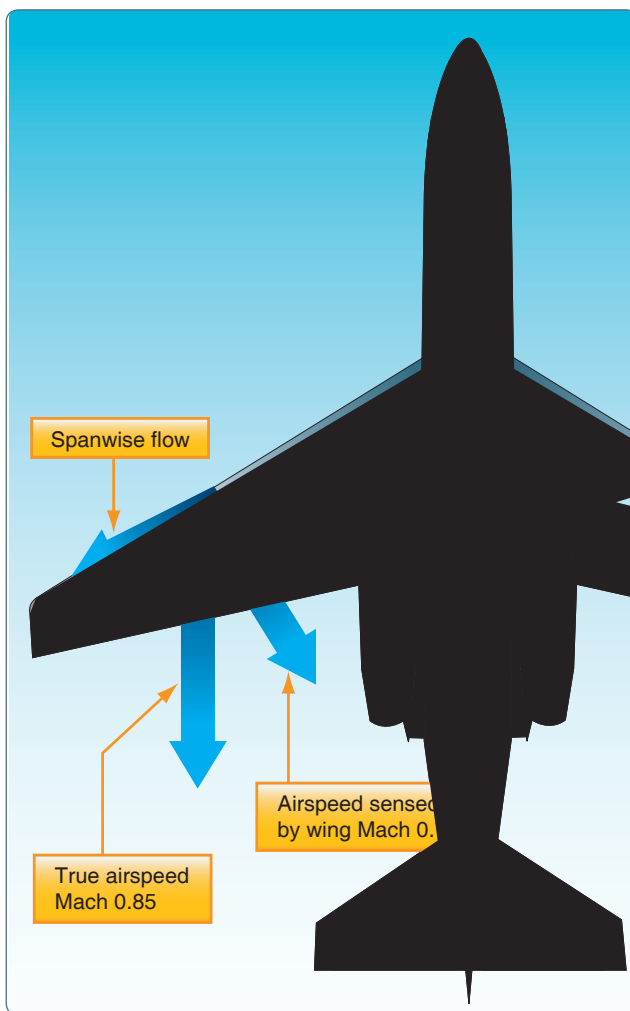 Spanwise flow
Airspeed sensed
by wing Mach 0.
True airspeed
Mach 0.85